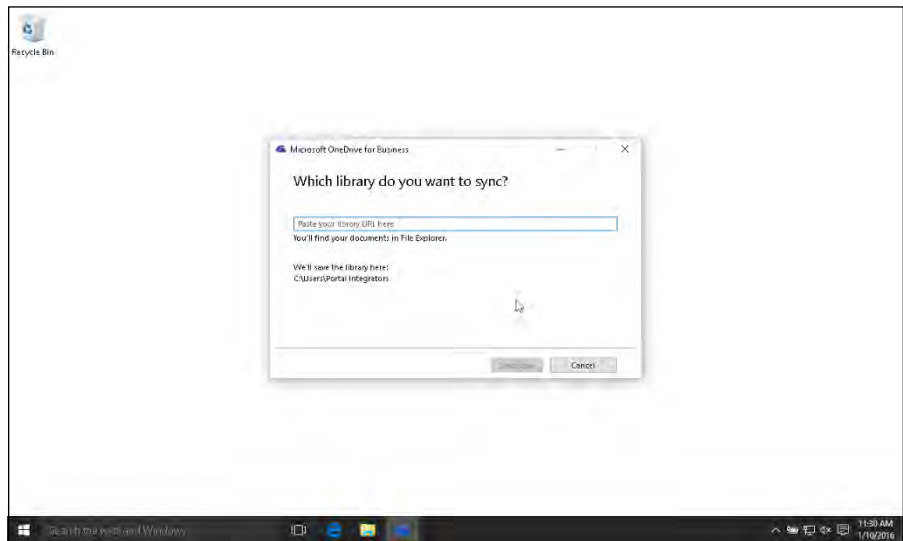 Recycle Bin
Microsoft OneDrive for Business
Which library do you want to sync?
Paste your library URL here
You'll find your documents in File Explorer.
We'll save the library here:
C:\Users\Portal Integrators
Cancel
Search the web and Windows
11:30 AM
1/10/2016